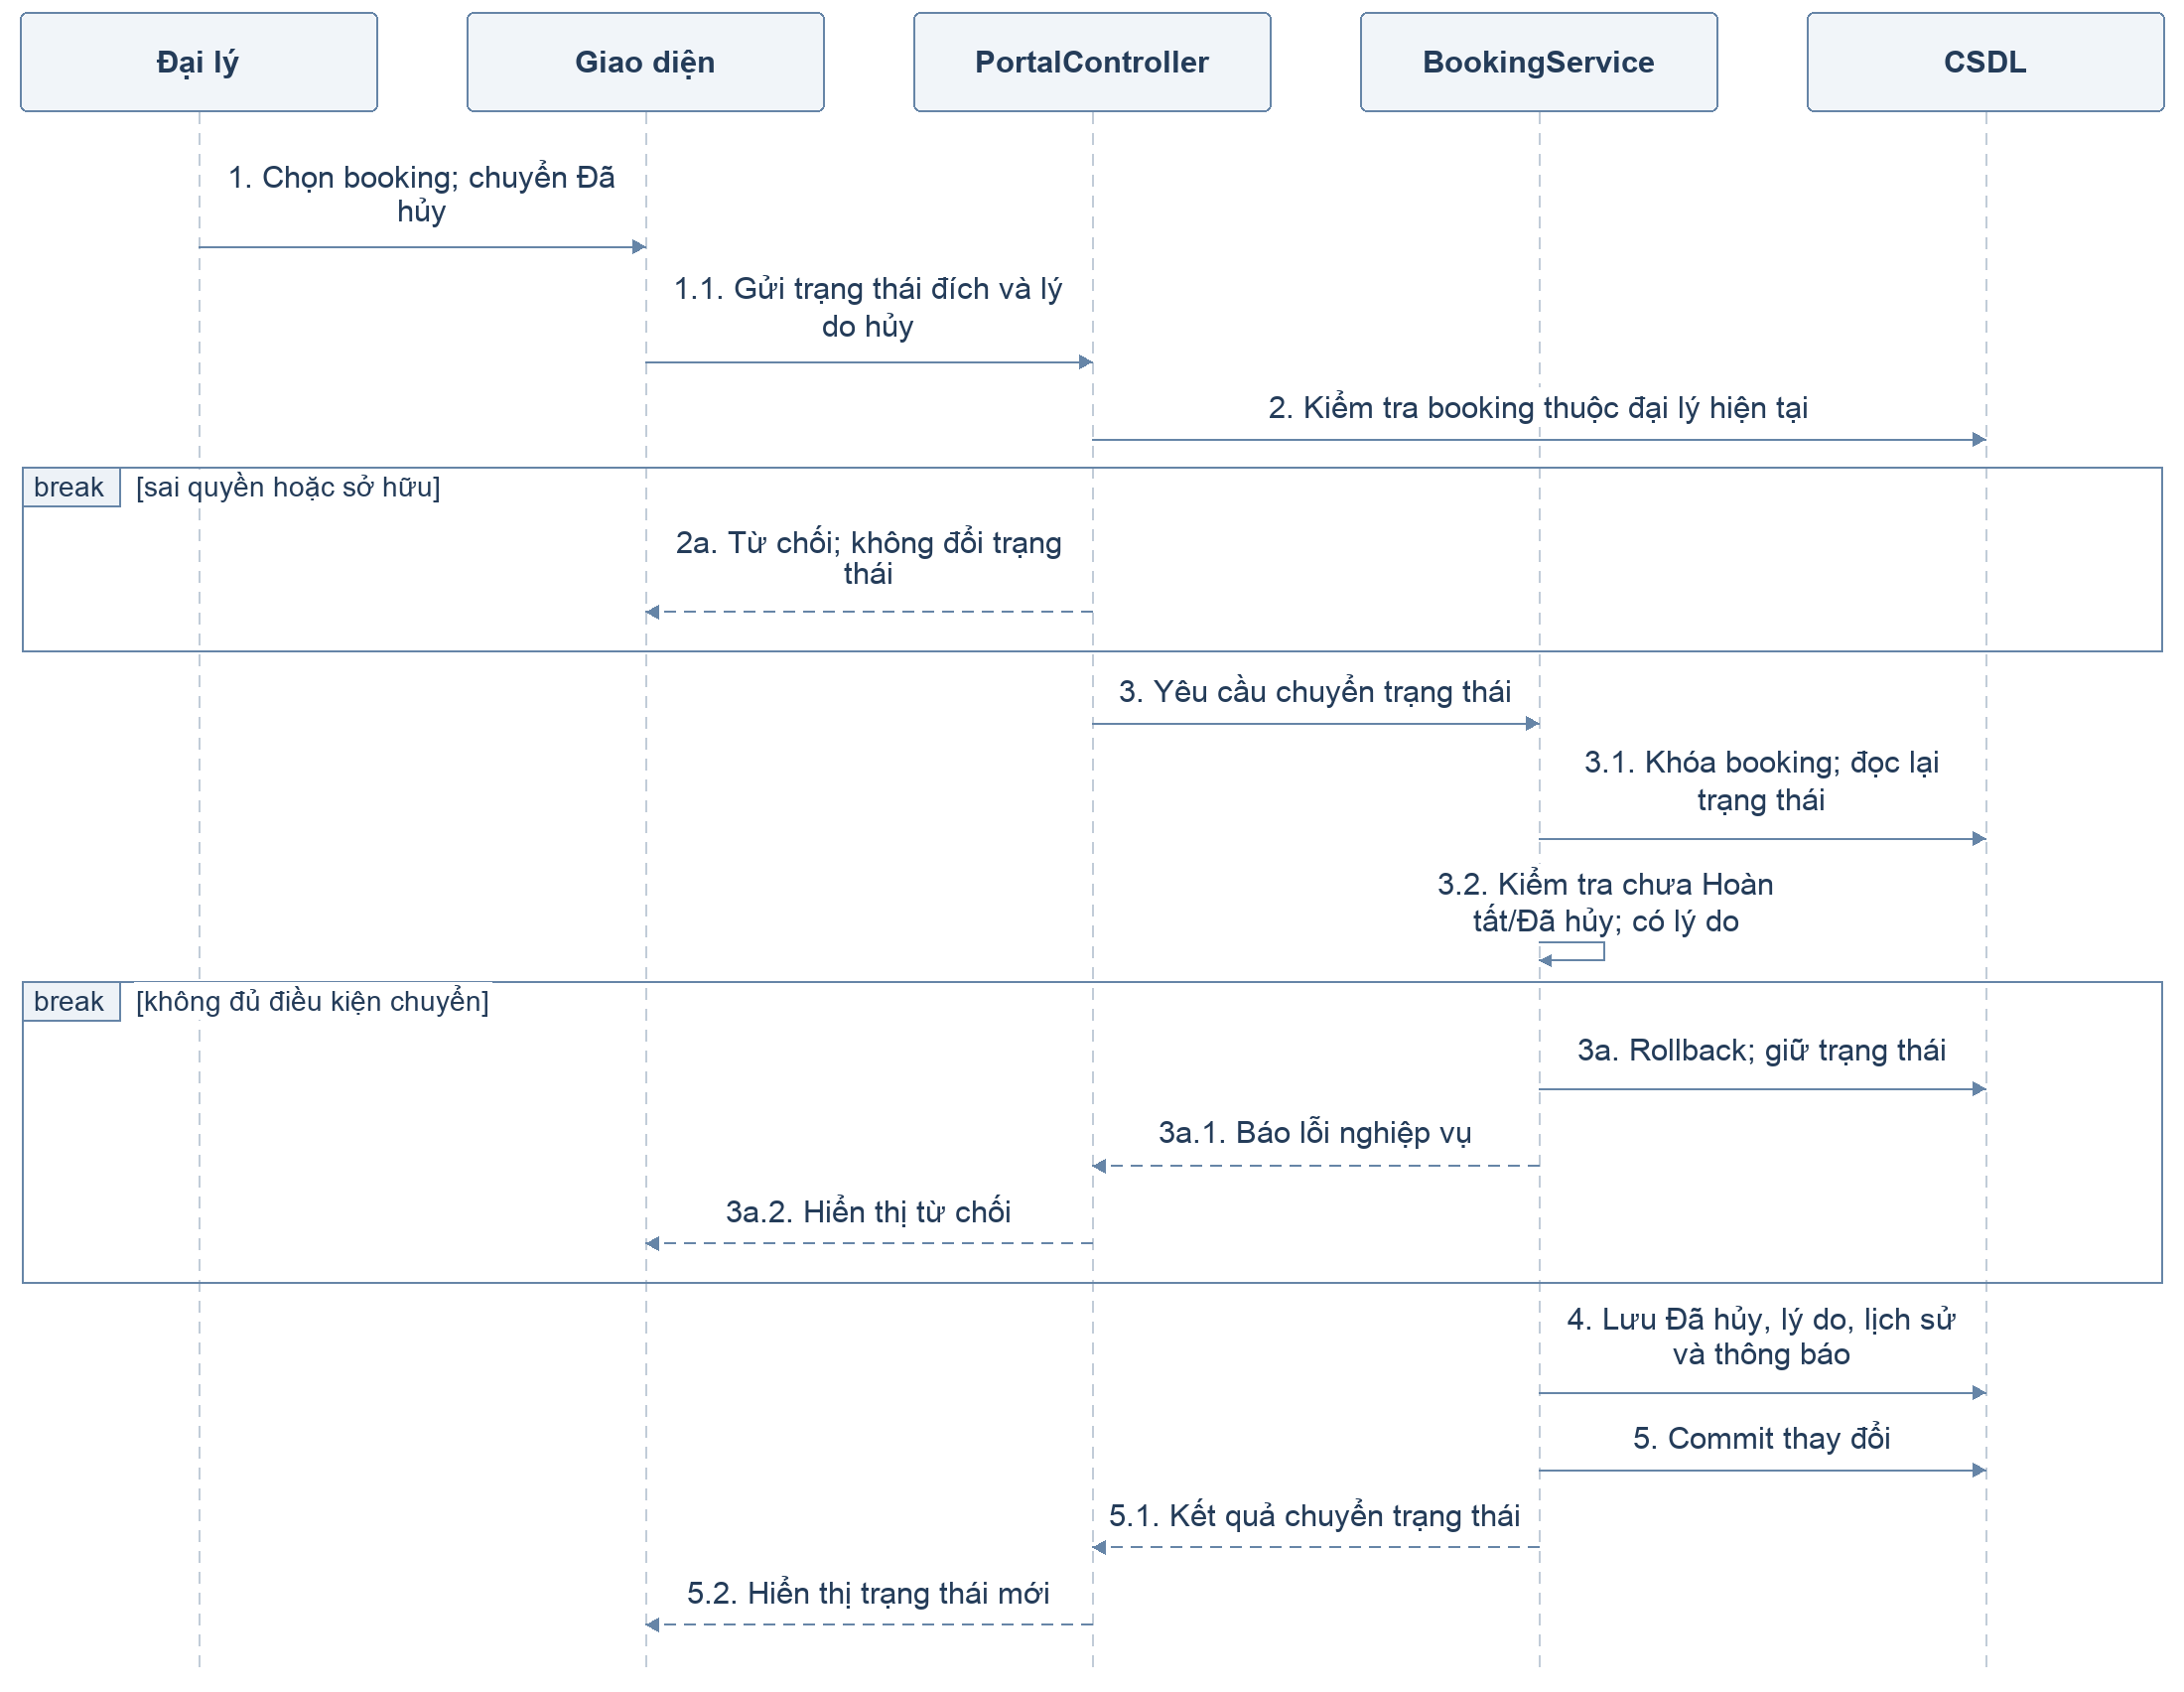 Đại lý
Giao diện
PortalController
BookingService
CSDL
1. Chọn booking; chuyển Đã
hủy
1.1. Gửi trạng thái đích và lý
do hủy
2. Kiểm tra booking thuộc đại lý hiện tại
break [sai quyền hoặc sở hữu]
2a. Từ chối; không đổi trạng
thái
3. Yêu cầu chuyển trạng thái
3.1. Khóa booking; đọc lại
trạng thái
3.2. Kiểm tra chưa Hoàn
tất/Đã hủy; có lý do
break [không đủ điều kiện chuyển]
3a. Rollback; giữ trạng thái
3a.1. Báo lỗi nghiệp vụ
3a.2. Hiển thị từ chối
4. Lưu Đã hủy, lý do, lịch sử
và thông báo
5. Commit thay đổi
5.1. Kết quả chuyển trạng thái
5.2. Hiển thị trạng thái mới